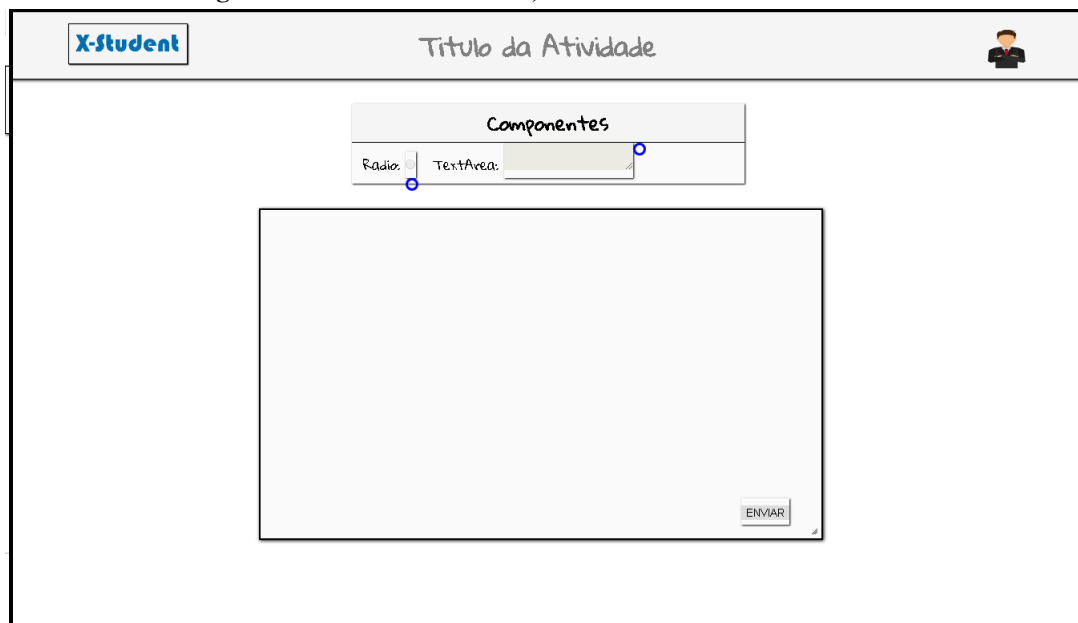 X-Student
Titulo da Atividade
Componentes
Radio: TextArea:
ENVIAR